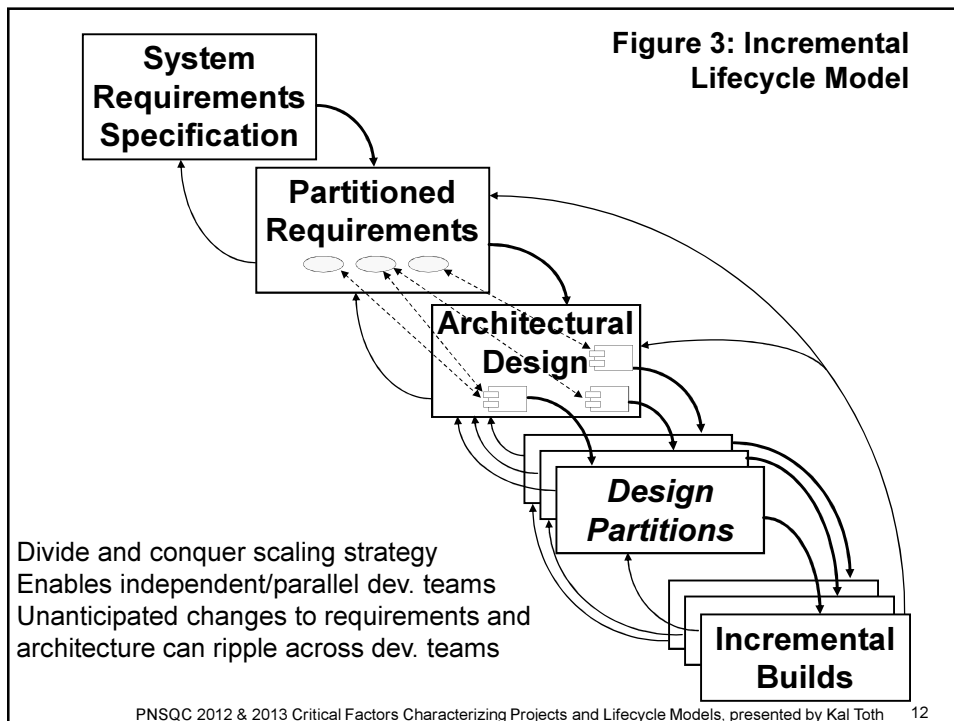 Figure 3: Incremental
Lifecycle Model
System
Requirements
Specification
Partitioned
Requirements
Architectural
Design
Design
Partitions
Incremental
Builds
Divide and conquer scaling strategy
Enables independent/parallel dev. teams
Unanticipated changes to requirements and
architecture can ripple across dev. teams
PNSQC 2012 & 2013 Critical Factors Characterizing Projects and Lifecycle Models, presented by Kal Toth 12